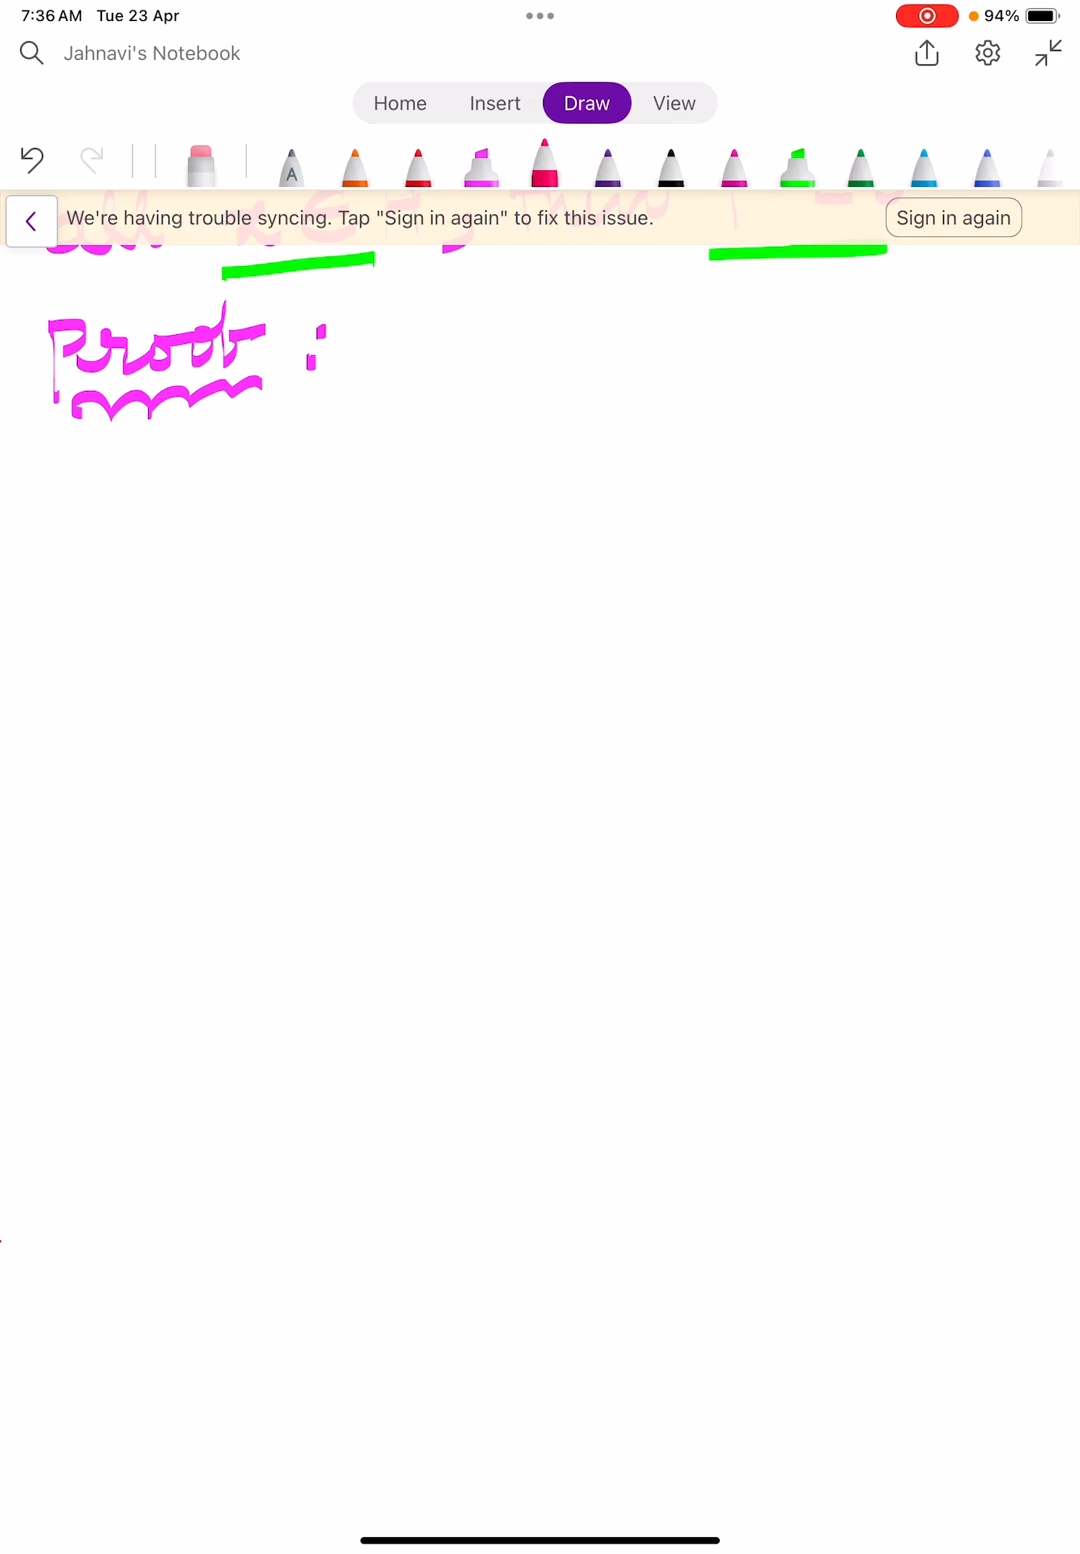 7:36 AM Tue 23 Apr 94%
Jahnavi's Notebook
Home Insert Draw View
A
We're having trouble syncing. Tap "Sign in again" to fix this issue. Sign in again
Proof :